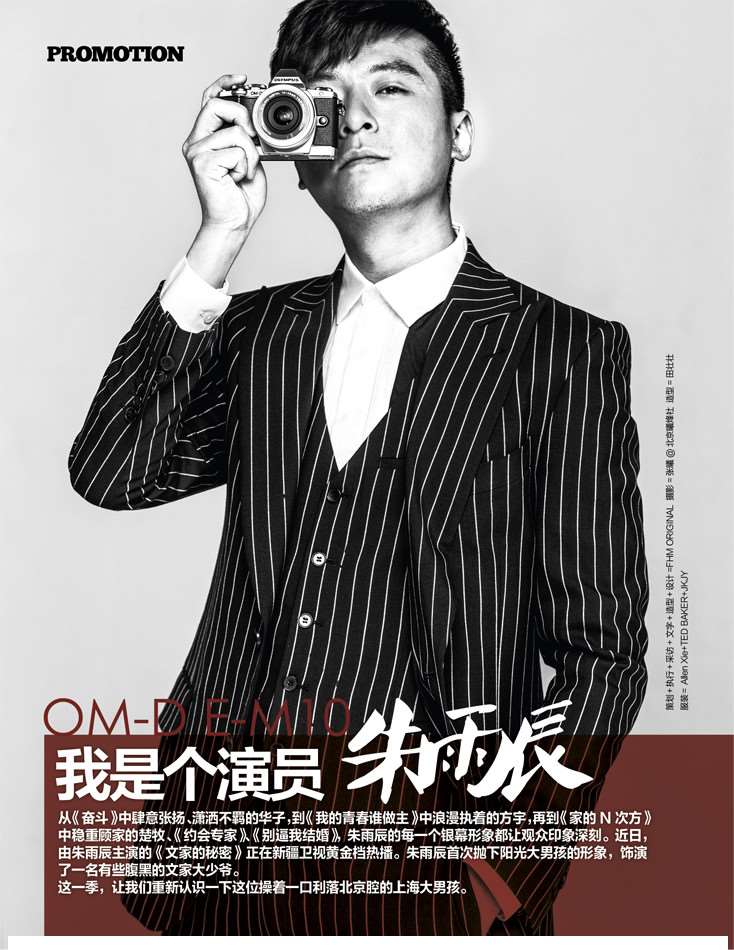 PROMOTION
OLYMPUS
OM-D
OM-D E-M10
我是个演员 朱雨辰
从《奋斗》中肆意张扬、潇洒不羁的华子，到《我的青春谁做主》中浪漫执着的方宇，再到《家的 N 次方》
中稳重顾家的楚牧、《约会专家》、《别逼我结婚》，朱雨辰的每一个银幕形象都让观众印象深刻。近日，
由朱雨辰主演的《文家的秘密》正在新疆卫视黄金档热播。朱雨辰首次抛下阳光大男孩的形象，饰演
了一名有些腹黑的文家大少爷。
这一季，让我们重新认识一下这位操着一口利落北京腔的上海大男孩。
策划 + 执行 + 采访 + 文字 + 造型 + 设计 =FHM ORIGINAL 摄影 = 张曦 @ 北京曦烽社 造型 = 田壮壮
服装 = Allen Xie+TED BAKER+JKJY